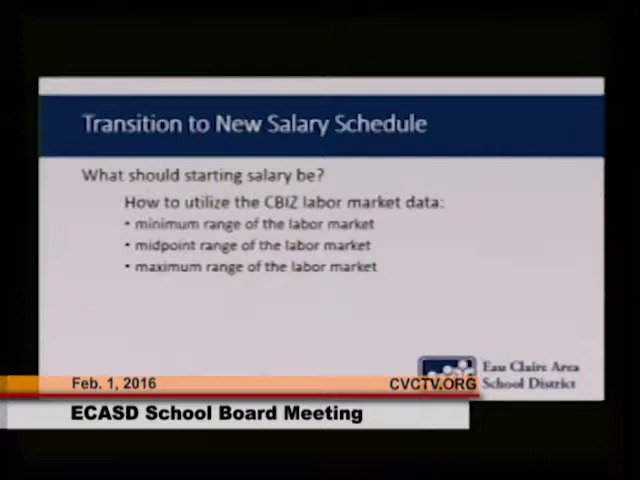 Transition to New Salary Schedule
What should starting salary be?
How to utilize the CBIZ labor market data:
• minimum range of the labor market
• midpoint range of the labor market
• maximum range of the labor market
Eau Claire Area
School District
Feb. 1, 2016
CVCTV.ORG
ECASD School Board Meeting